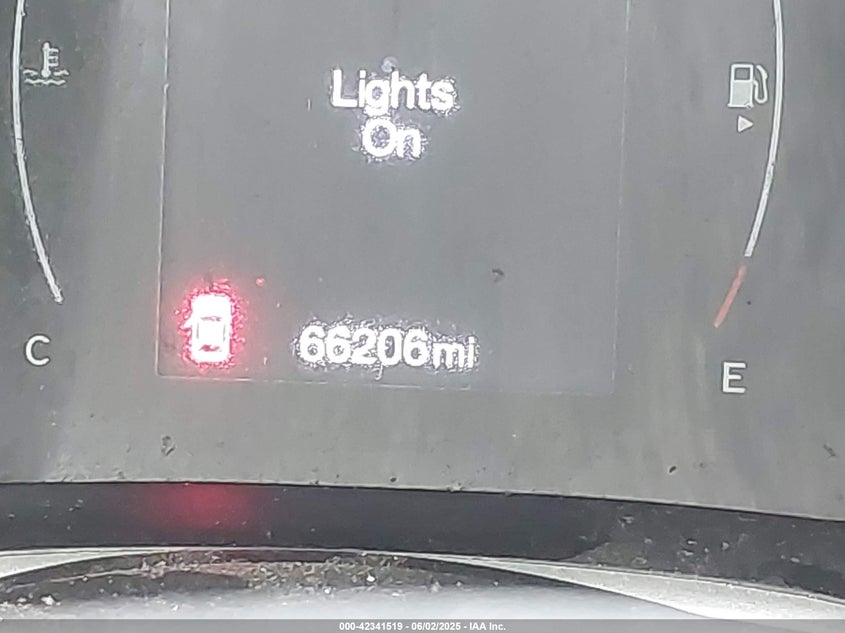 Lights
On
66206mi
C
E
000-42341519 - 06/02/2025 - IAA Inc.